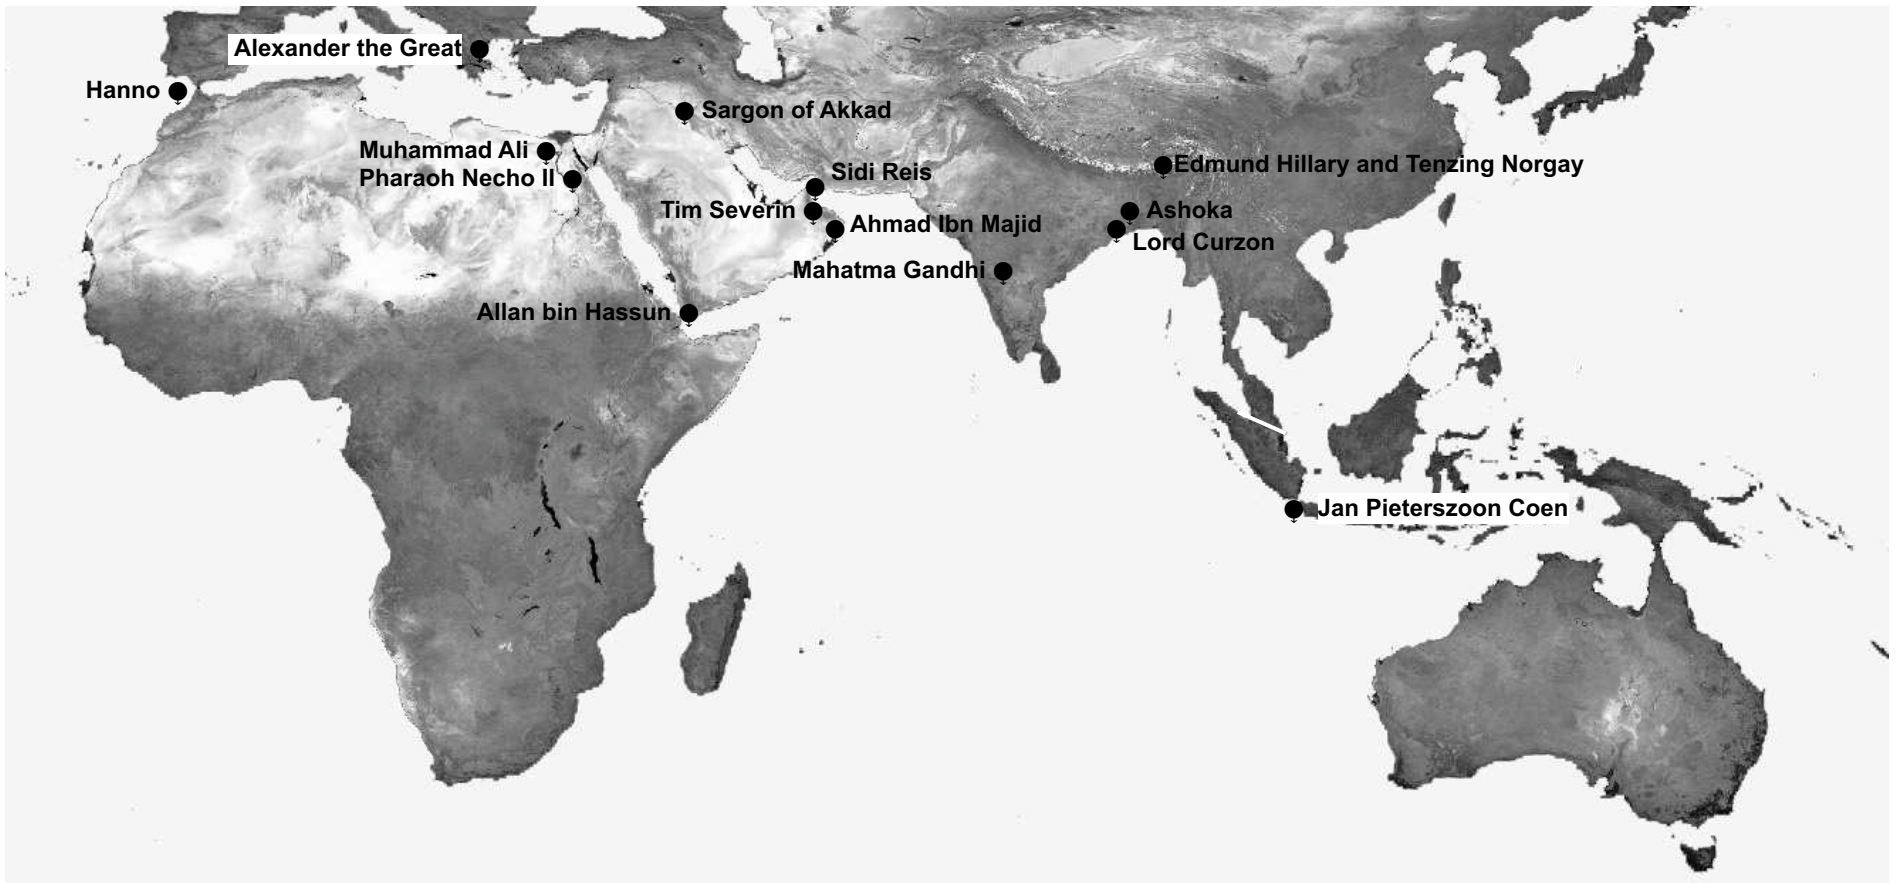 Alexander the Great
Hanno
Sargon of Akkad
Muhammad Ali
Edmund Hillary and Tenzing Norgay
Sidi Reis
Pharaoh Necho II
Tim Severin
Ashoka
Ahmad Ibn Majid
Lord Curzon
Mahatma Gandhi
Allan bin Hassun
Jan Pieterszoon Coen